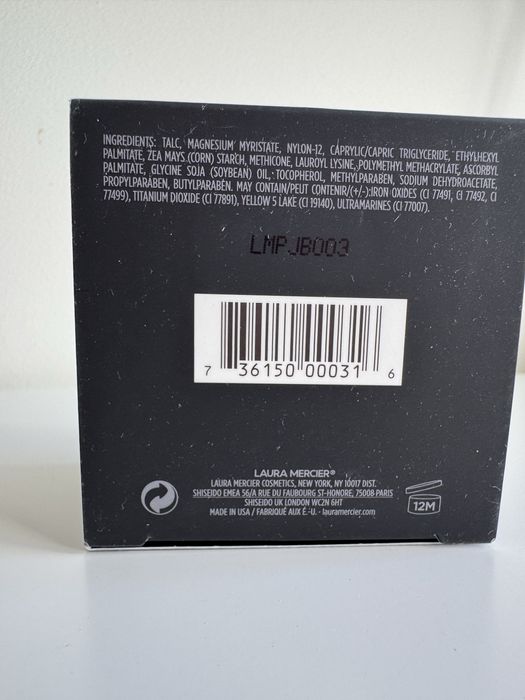 INGREDIENTS: TALC, MAGNESIUM MYRISTATE, NYLON-12, CAPRYLIC/CAPRIC TRIGLYCERIDE, ETHYLHEXYL
PALMITATE, ZEA MAYS (CORN) STARCH, METHICONE, LAUROYL LYSINE, POLYMETHYL METHACRYLATE, ASCORBYL
PALMITATE, GLYCINE SOJA (SOYBEAN) OIL, TOCOPHEROL, METHYLPARABEN, SODIUM DEHYDROACETATE,
PROPYLPARABEN, BUTYLPARABEN. MAY CONTAIN/PEUT CONTENIR/(+/-):IRON OXIDES (CI 77491, CI 77492, CI
77499), TITANIUM DIOXIDE (CI 77891), YELLOW 5 LAKE (CI 19140), ULTRAMARINES (CI 77007).
LMPJB003
7 36150 00031 6
LAURA MERCIER®
LAURA MERCIER COSMETICS, NEW YORK, NY 10017 DIST.
SHISEIDO EMEA 56/A RUE DU FAUBOURG ST-HONORE, 75008-PARIS
SHISEIDO UK LONDON WC2N 6HT
MADE IN USA / FABRIQUÉ AUX É.-U. - lauramercier.com
12M